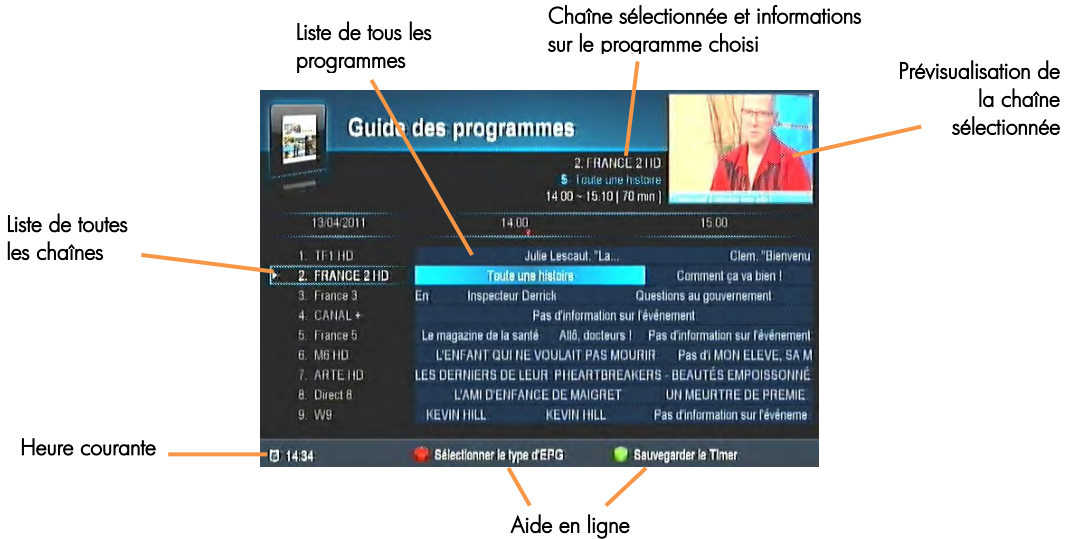 Liste de tous les
programmes
Chaîne sélectionnée et informations
sur le programme choisi
Prévisualisation de
la chaîne
sélectionnée
Guide des programmes
2. FRANCE 2 HD
S Toute une histoire
14:00 ~ 15:10 [ 70 min ]
Liste de toutes
les chaînes
13/04/2011 14:00 15:00
1. TF1 HD Julie Lescaut. "La... Clem. "Bienvenu
2. FRANCE 2 HD Toute une histoire Comment ça va bien !
3. France 3 En Inspecteur Derrick Questions au gouvernement
4. CANAL + Pas d'information sur l'événement
5. France 5 Le magazine de la santé Allô, docteurs ! Pas d'information sur l'événement
6. M6 HD L'ENFANT QUI NE VOULAIT PAS MOURIR Pas d'i MON ELEVE, SA M
7. ARTE HD LES DERNIERS DE LEUR PHEARTBREAKERS - BEAUTÉS EMPOISSONNÉ
8. Direct 8 L'AMI D'ENFANCE DE MAIGRET UN MEURTRE DE PREMIE
9. W9 KEVIN HILL KEVIN HILL Pas d'information sur l'événeme
Heure courante
14:34 Sélectionner le type d'EPG Sauvegarder le Timer
Aide en ligne